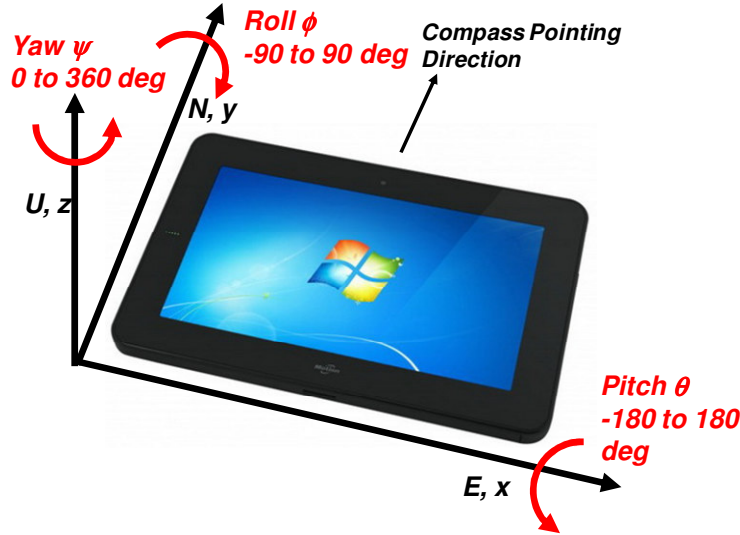 Yaw ψ
0 to 360 deg
Roll ϕ
-90 to 90 deg
Compass Pointing
Direction
N, y
U, z
Pitch θ
-180 to 180
deg
E, x